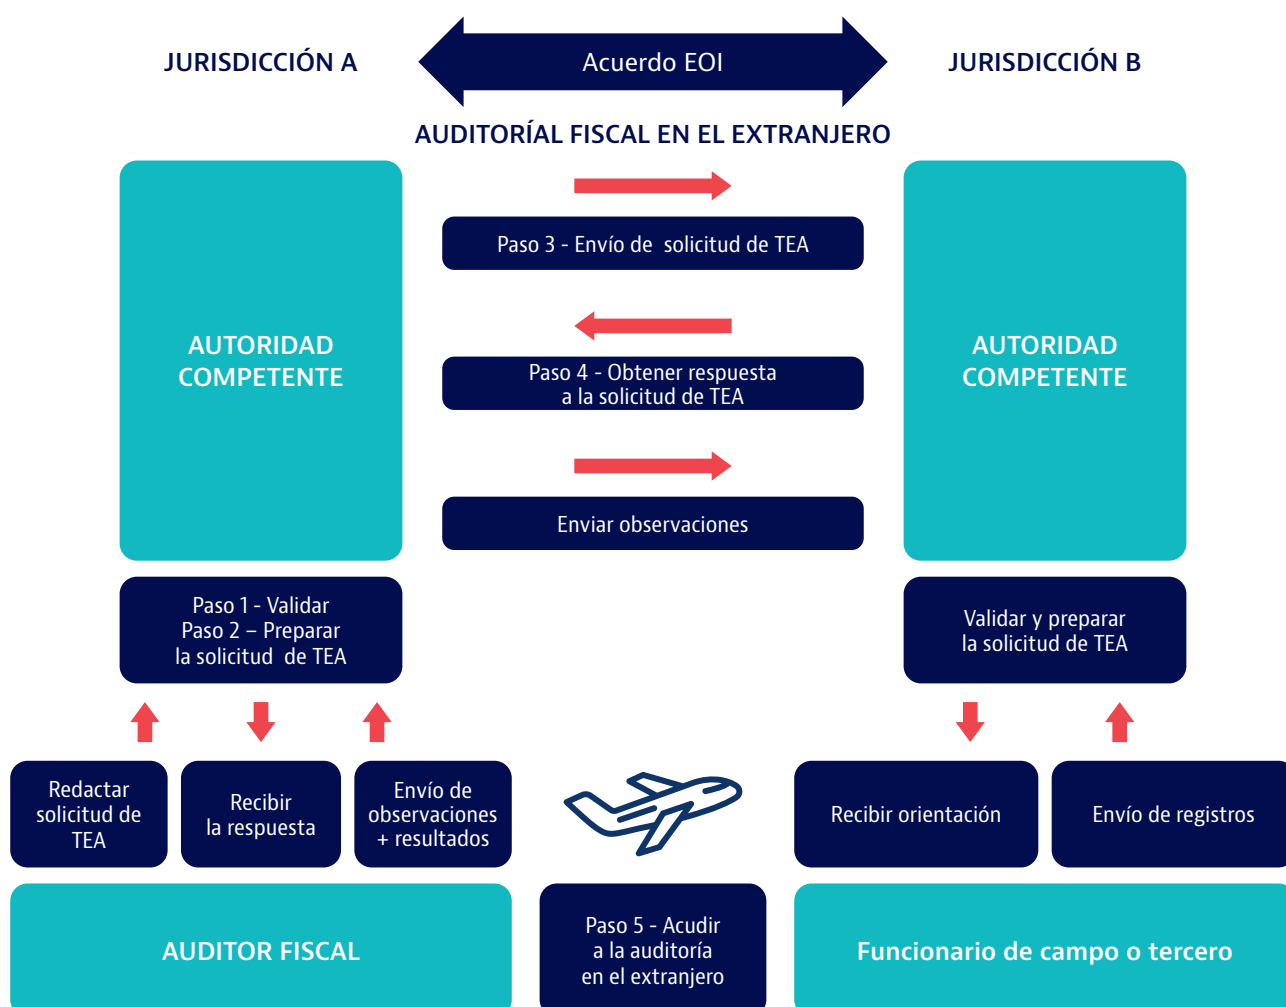 JURISDICCIÓN A
Acuerdo EOI
JURISDICCIÓN B
AUDITORÍAL FISCAL EN EL EXTRANJERO
AUTORIDAD
COMPETENTE
Paso 3 - Envío de solicitud de TEA
Paso 4 - Obtener respuesta
a la solicitud de TEA
Enviar observaciones
AUTORIDAD
COMPETENTE
Paso 1 - Validar
Paso 2 – Preparar
la solicitud de TEA
Validar y preparar
la solicitud de TEA
Redactar
solicitud de
TEA
Recibir
la respuesta
Envío de
observaciones
+ resultados
Recibir orientación
Envío de registros
AUDITOR FISCAL
Paso 5 - Acudir
a la auditoría
en el extranjero
Funcionario de campo o tercero